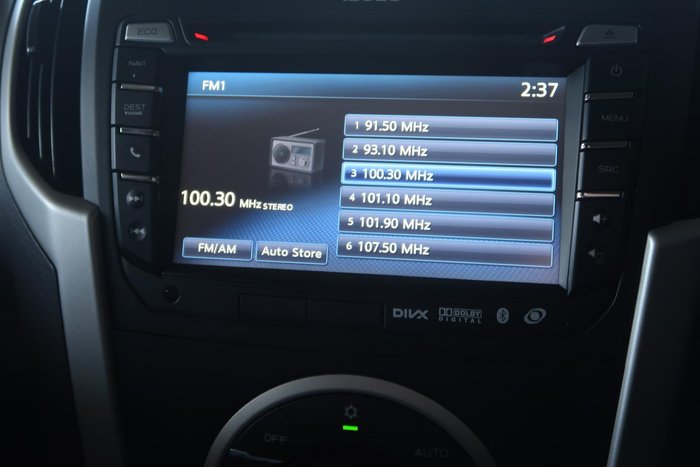 ECO
NAVI
DEST
HOME
FM1 2:37
MENU
SRC
1 91.50 MHz
2 93.10 MHz
3 100.30 MHz
4 101.10 MHz
5 101.90 MHz
6 107.50 MHz
100.30 MHz STEREO
FM/AM Auto Store
DIVX DOLBY DIGITAL
OFF AUTO